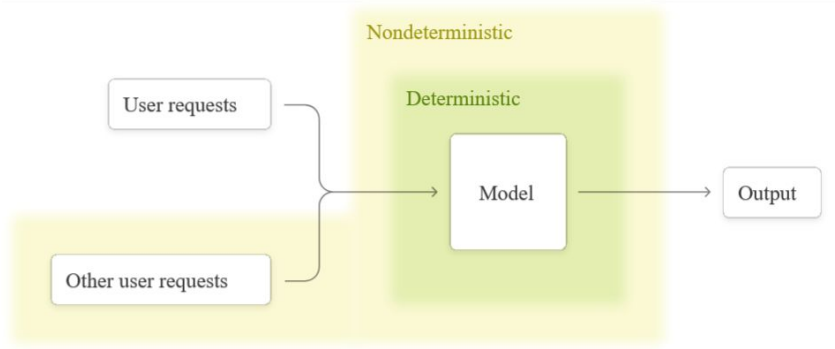 Nondeterministic
Deterministic
User requests
Model
Output
Other user requests